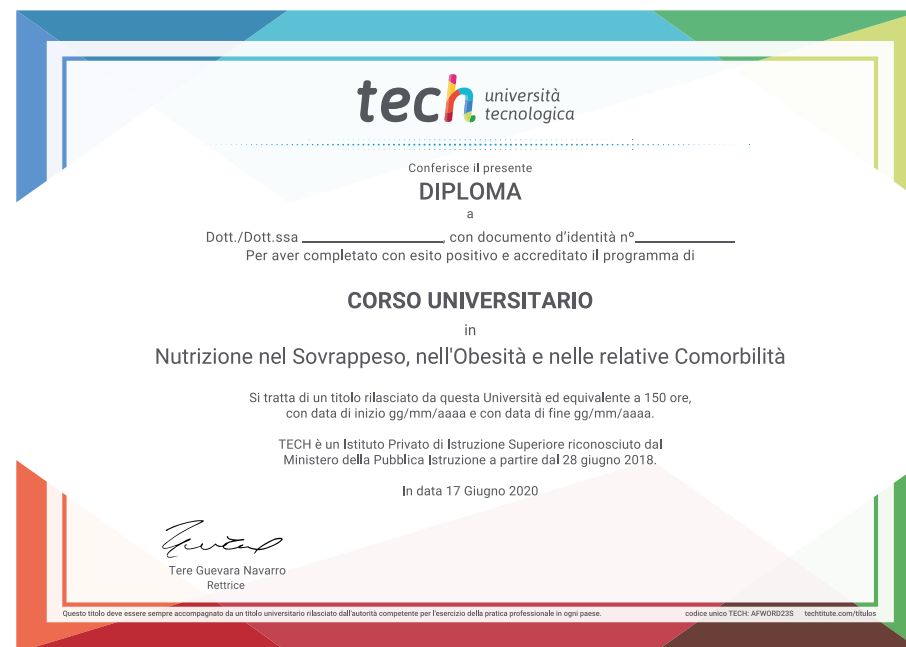 tech università
tecnologica
Conferisce il presente
DIPLOMA
a
Dott./Dott.ssa ____________________, con documento d'identità nº______________
Per aver completato con esito positivo e accreditato il programma di
CORSO UNIVERSITARIO
in
Nutrizione nel Sovrappeso, nell'Obesità e nelle relative Comorbilità
Si tratta di un titolo rilasciato da questa Università ed equivalente a 150 ore,
con data di inizio gg/mm/aaaa e con data di fine gg/mm/aaaa.
TECH è un Istituto Privato di Istruzione Superiore riconosciuto dal
Ministero della Pubblica Istruzione a partire dal 28 giugno 2018.
In data 17 Giugno 2020
Tere Guevara Navarro
Rettrice
Questo titolo deve essere sempre accompagnato da un titolo universitario rilasciato dall'autorità competente per l'esercizio della pratica professionale in ogni paese. codice unico TECH: AFWORD23S techtitute.com/titulos